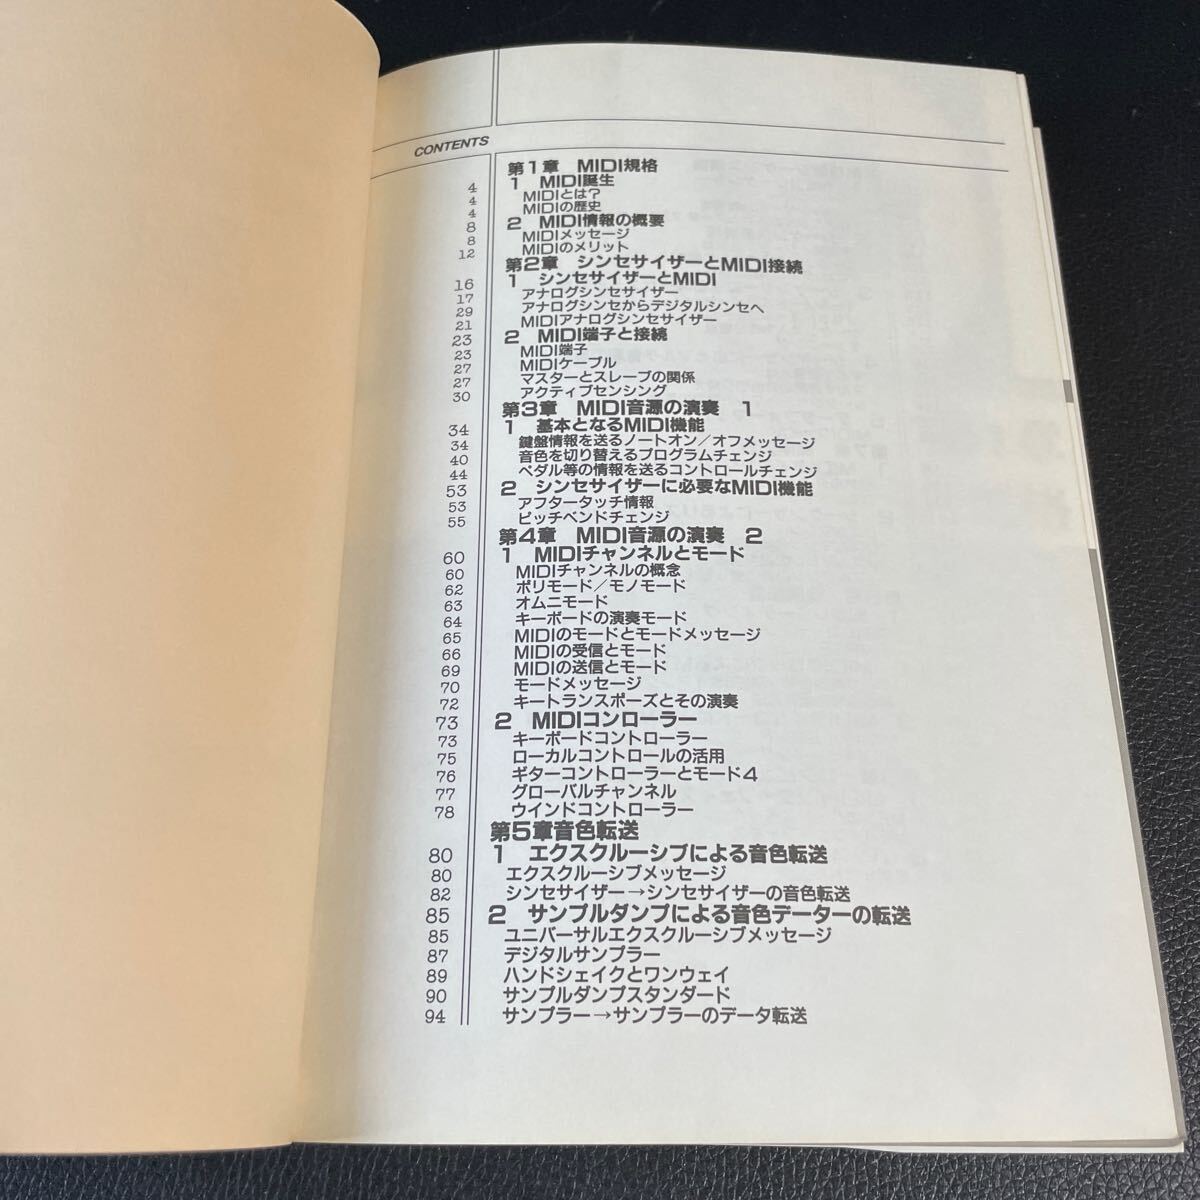 CONTENTS
第1章 MIDI規格
4 1 MIDI誕生
4 MIDIとは?
4 MIDIの歴史
8 2 MIDI情報の概要
8 MIDIメッセージ
12 MIDIのメリット
第2章 シンセサイザーとMIDI接続
16 1 シンセサイザーとMIDI
17 アナログシンセサイザー
29 アナログシンセからデジタルシンセへ
21 MIDIアナログシンセサイザー
23 2 MIDI端子と接続
23 MIDI端子
27 MIDIケーブル
27 マスターとスレーブの関係
30 アクティブセンシング
第3章 MIDI音源の演奏 1
34 1 基本となるMIDI機能
34 鍵盤情報を送るノートオン/オフメッセージ
40 音色を切り替えるプログラムチェンジ
44 ペダル等の情報を送るコントロールチェンジ
53 2 シンセサイザーに必要なMIDI機能
53 アフタータッチ情報
55 ピッチベンドチェンジ
第4章 MIDI音源の演奏 2
60 1 MIDIチャンネルとモード
60 MIDIチャンネルの概念
62 ポリモード/モノモード
63 オムニモード
64 キーボードの演奏モード
65 MIDIのモードとモードメッセージ
66 MIDIの受信とモード
69 MIDIの送信とモード
70 モードメッセージ
72 キートランスポーズとその演奏
73 2 MIDIコンローラー
73 キーボードコントローラー
75 ローカルコントロールの活用
76 ギターコントローラーとモード4
77 グローバルチャンネル
78 ウインドコントローラー
第5章音色転送
80 1 エクスクルーシブによる音色転送
80 エクスクルーシブメッセージ
82 シンセサイザー→シンセサイザーの音色転送
85 2 サンプルダンプによる音色データーの転送
85 ユニバーサルエクスクルーシブメッセージ
87 デジタルサンプラー
89 ハンドシェイクとワンウェイ
90 サンプルダンプスタンダード
94 サンプラー→サンプラーのデータ転送